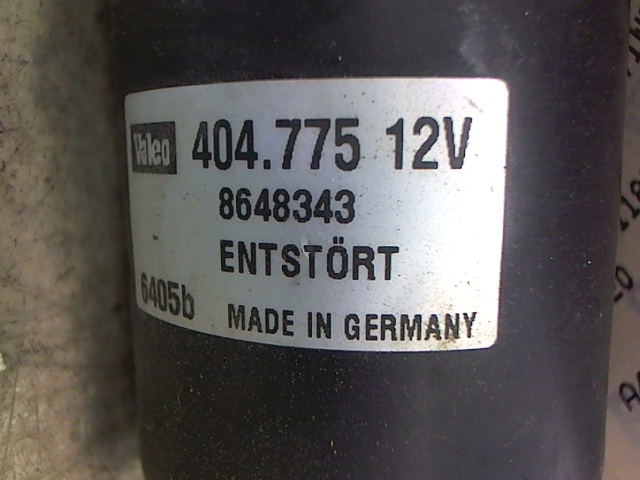 Valeo 404.775 12V
8648343
ENTSTÖRT
6405b MADE IN GERMANY